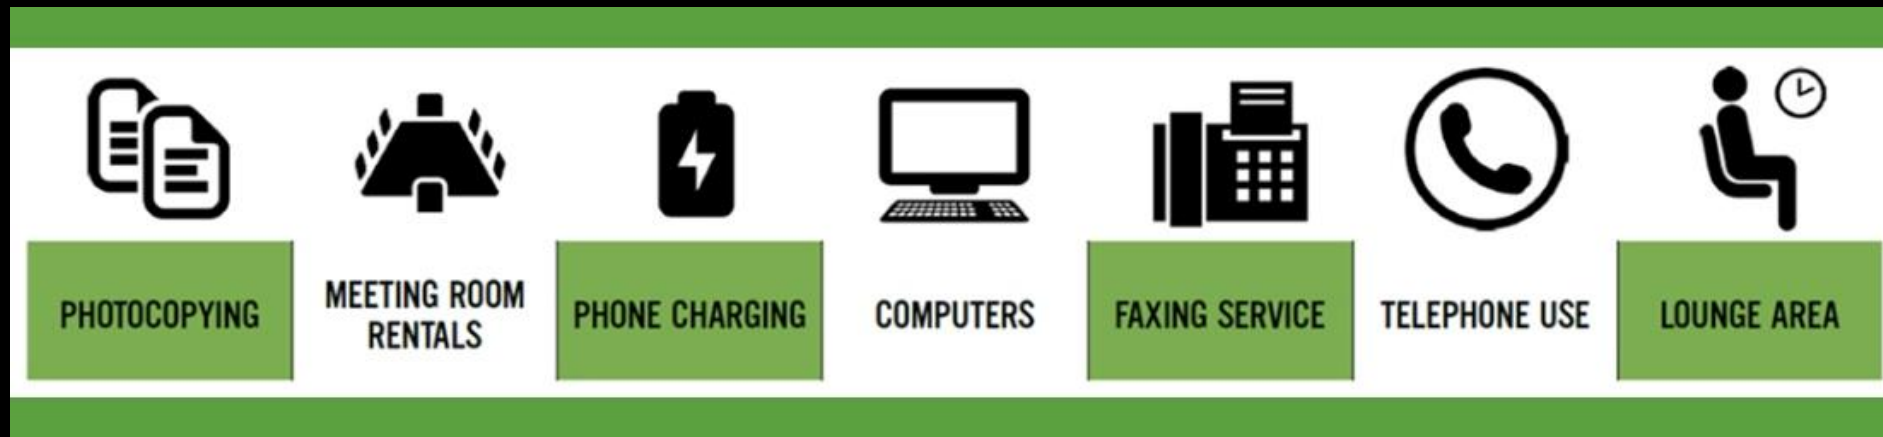 PHOTOCOPYING
MEETING ROOM
RENTALS
PHONE CHARGING
COMPUTERS
FAXING SERVICE
TELEPHONE USE
LOUNGE AREA